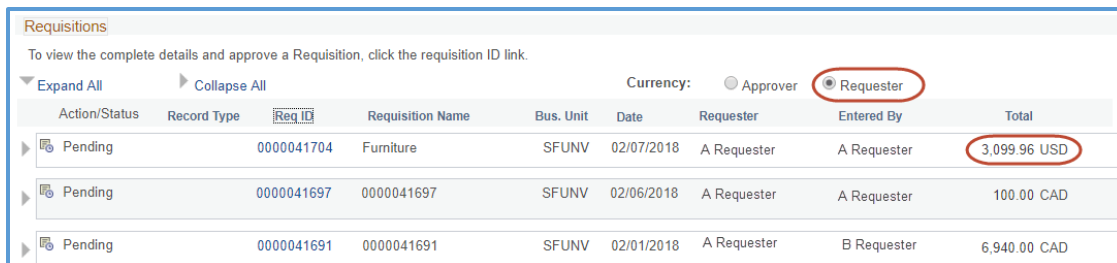 Requisitions
To view the complete details and approve a Requisition, click the requisition ID link.
Expand All Collapse All Currency: Approver Requester
Action/Status Record Type Req ID Requisition Name Bus. Unit Date Requester Entered By Total
Pending 0000041704 Furniture SFUNV 02/07/2018 A Requester A Requester 3,099.96 USD
Pending 0000041697 0000041697 SFUNV 02/06/2018 A Requester A Requester 100.00 CAD
Pending 0000041691 0000041691 SFUNV 02/01/2018 A Requester B Requester 6,940.00 CAD